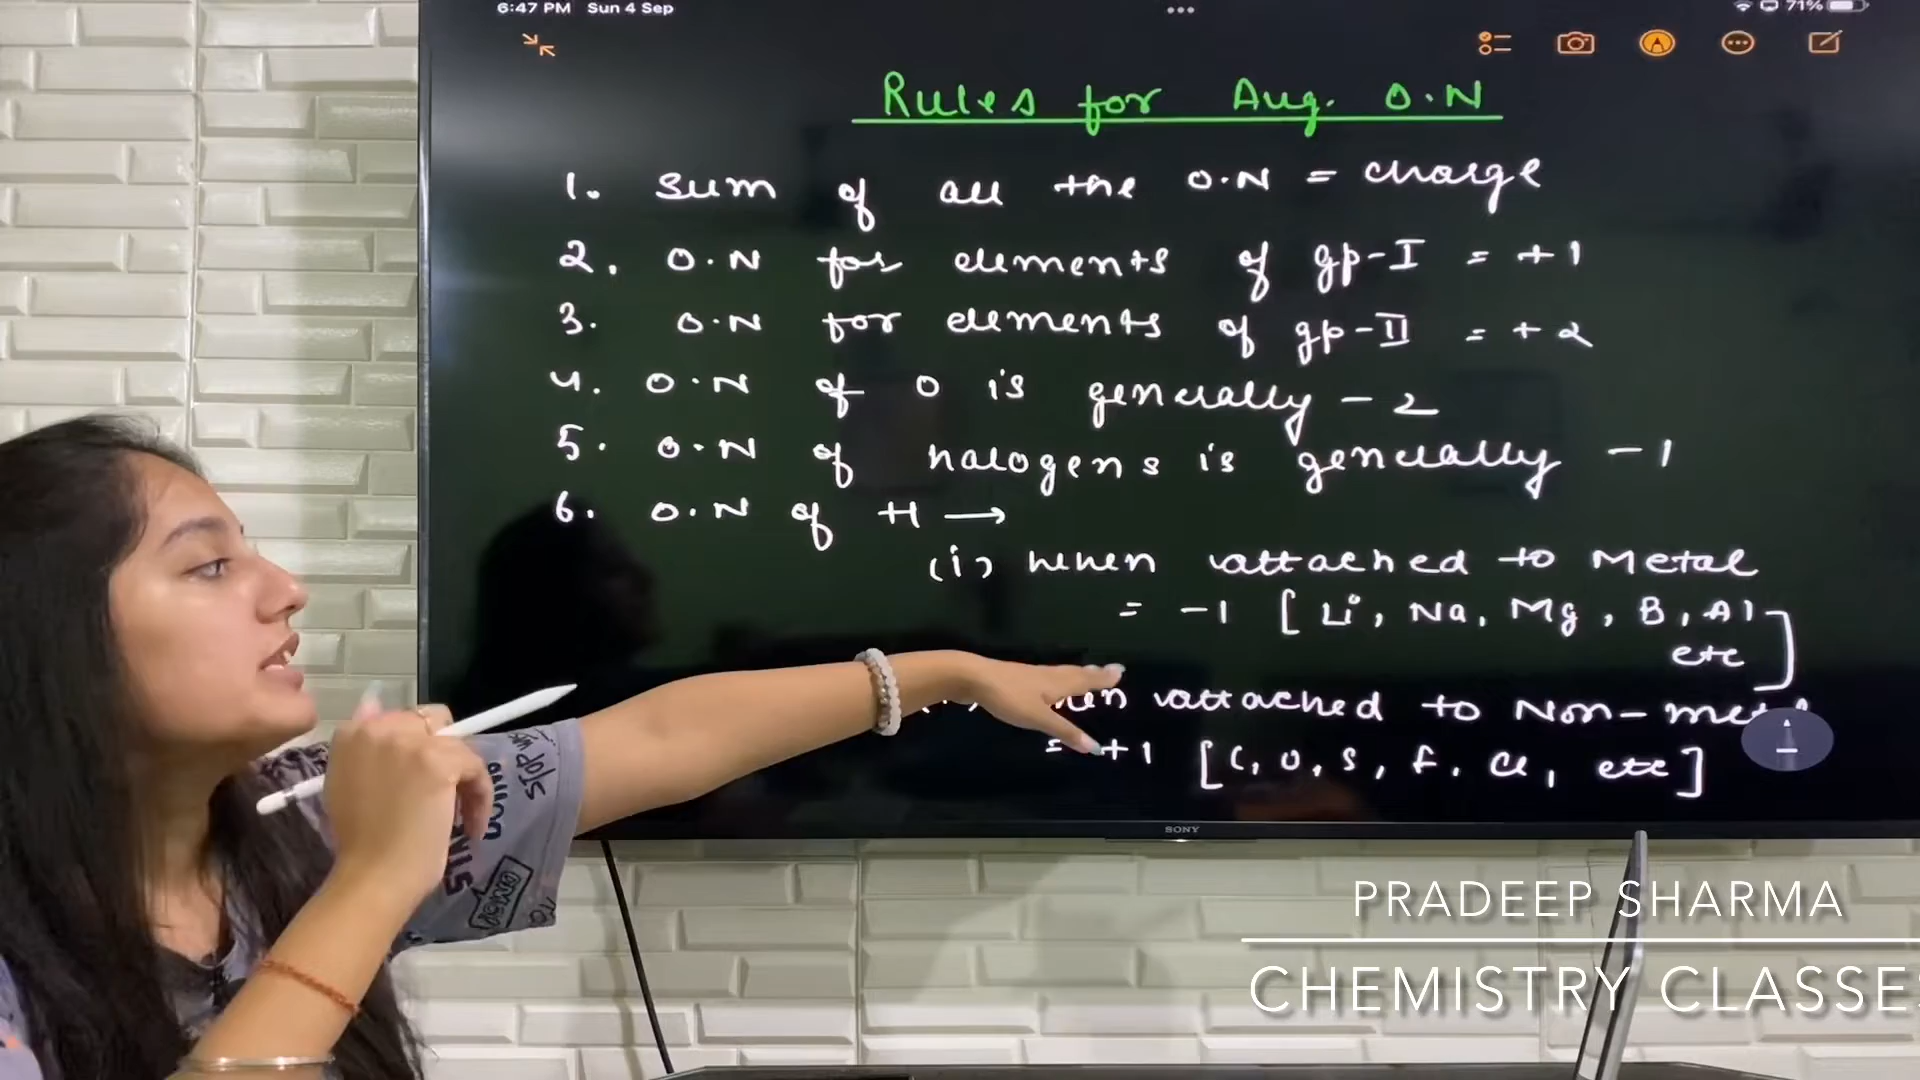 6:47 PM Sun 4 Sep
71%
Rules for Avg. O.N
1. Sum of all the O.N = charge
2. O.N for elements of gp-I = +1
3. O.N for elements of gp-II = +2
4. O.N of O is generally -2
5. O.N of halogens is generally -1
6. O.N of H →
(i) when attached to Metal
= -1 [Li, Na, Mg, B, Al
etc]
attached to Non-metal
= +1 [C, O, S, F, Cl, etc]
SONY
PRADEEP SHARMA
CHEMISTRY CLASSES